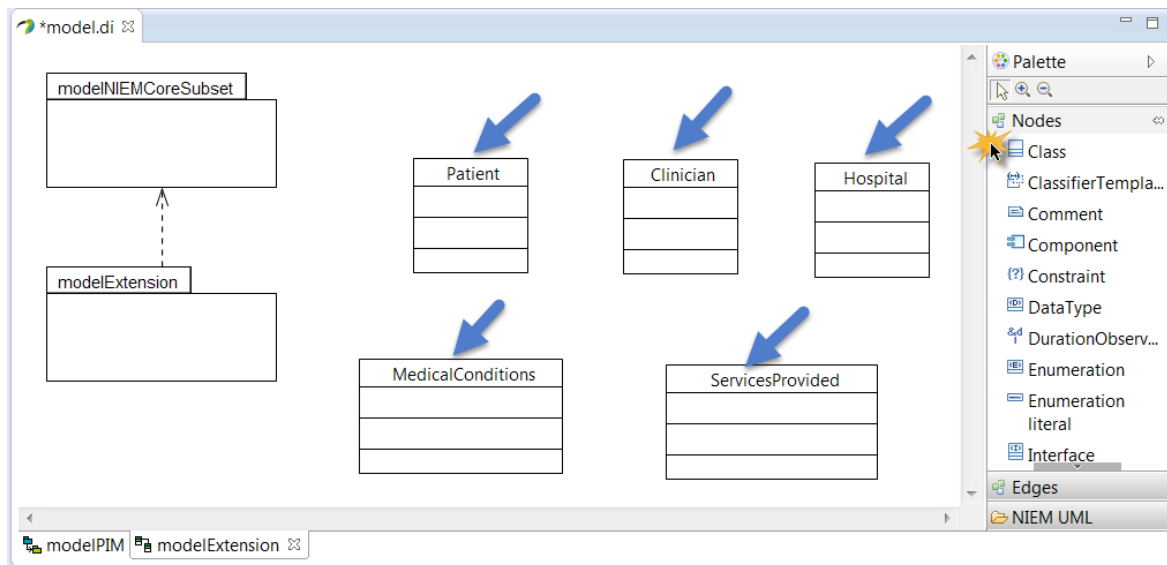 *model.di
modelNIEMCoreSubset
modelExtension
Patient
Clinician
Hospital
MedicalConditions
ServicesProvided
Palette
Nodes
Class
ClassifierTempla...
Comment
Component
{?} Constraint
DataType
DurationObserv...
Enumeration
Enumeration
literal
Interface
Edges
NIEM UML
modelPIM
modelExtension